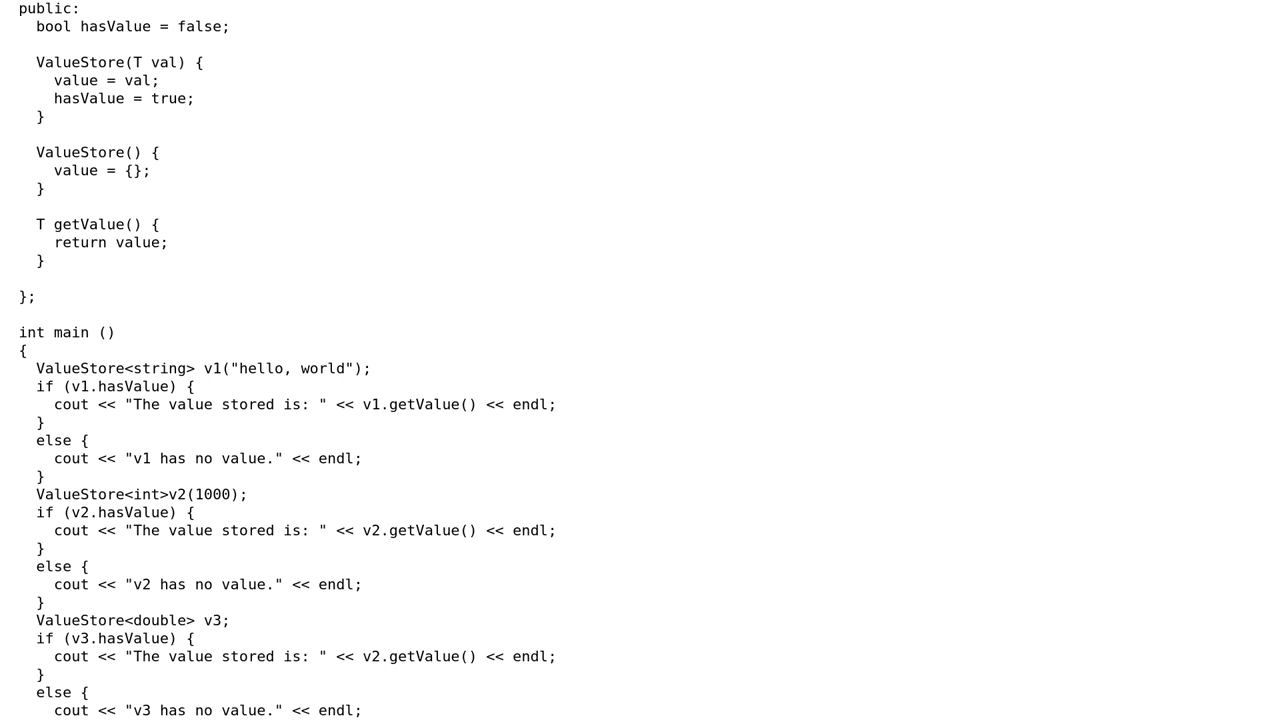 public:
  bool hasValue = false;

  ValueStore(T val) {
    value = val;
    hasValue = true;
  }

  ValueStore() {
    value = {};
  }

  T getValue() {
    return value;
  }

};

int main ()
{
  ValueStore<string> v1("hello, world");
  if (v1.hasValue) {
    cout << "The value stored is: " << v1.getValue() << endl;
  }
  else {
    cout << "v1 has no value." << endl;
  }
  ValueStore<int>v2(1000);
  if (v2.hasValue) {
    cout << "The value stored is: " << v2.getValue() << endl;
  }
  else {
    cout << "v2 has no value." << endl;
  }
  ValueStore<double> v3;
  if (v3.hasValue) {
    cout << "The value stored is: " << v2.getValue() << endl;
  }
  else {
    cout << "v3 has no value." << endl;